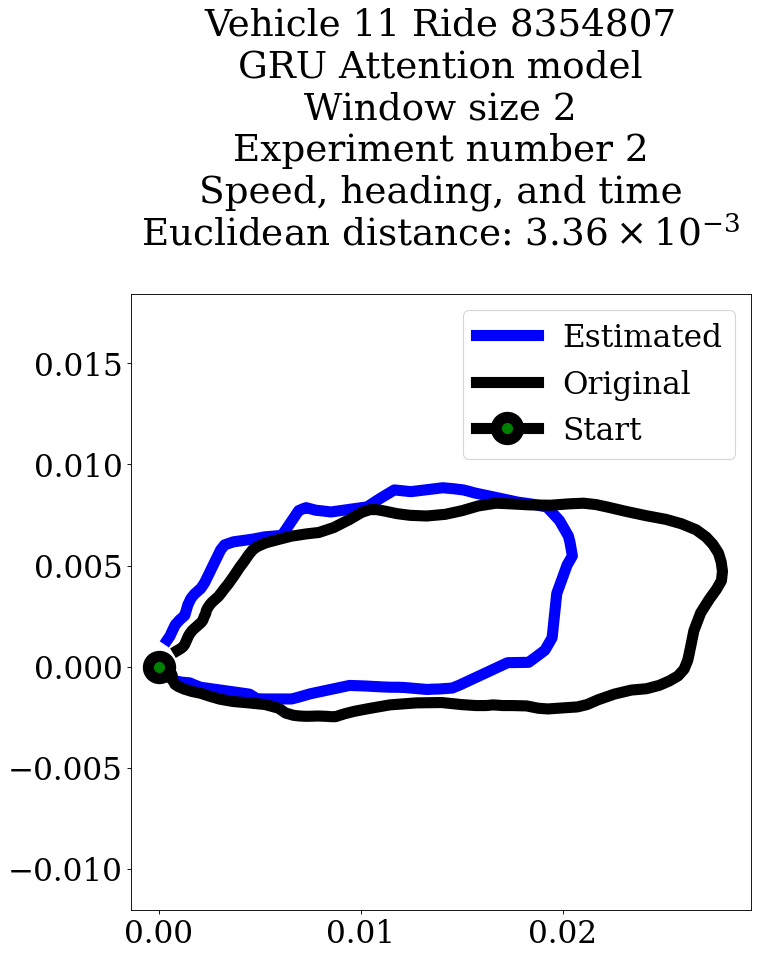 Vehicle 11 Ride 8354807
GRU Attention model
Window size 2
Experiment number 2
Speed, heading, and time
Euclidean distance: 3.36 × 10⁻³
Estimated
Original
Start
0.015
0.010
0.005
0.000
−0.005
−0.010
0.00 0.01 0.02